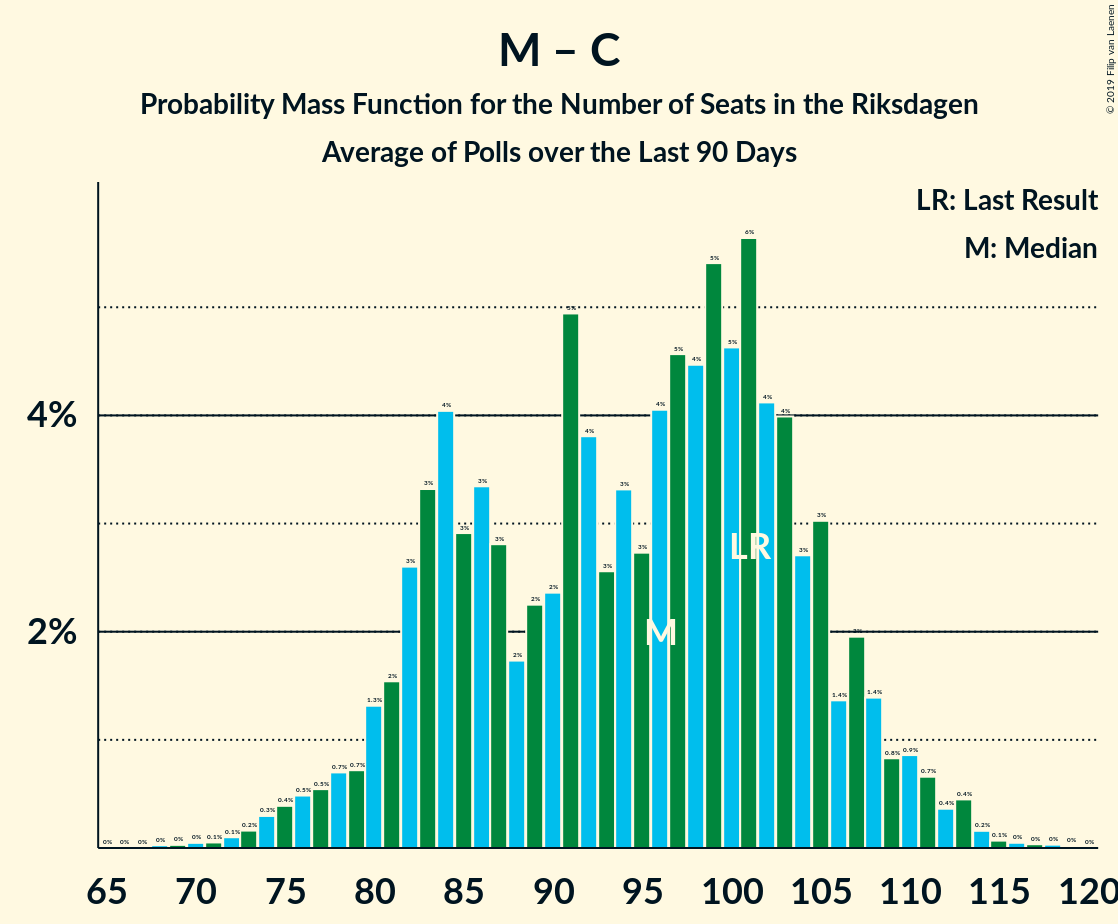 M – C
Probability Mass Function for the Number of Seats in the Riksdagen
Average of Polls over the Last 90 Days
© 2019 Filip van Laenen
LR: Last Result
M: Median
4%
2%
0% 0% 0% 0% 0% 0% 0.1% 0.1% 0.2% 0.3% 0.4% 0.5% 0.5% 0.7% 0.7% 1.3% 2% 3% 3% 4% 3% 3% 3% 2% 2% 2% 5% 4% 3% 3% 3% 4% 5% 4% 5% 5% 6% 4% 4% 3% 3% 1.4% 2% 1.4% 0.8% 0.9% 0.7% 0.4% 0.4% 0.2% 0.1% 0% 0% 0% 0% 0%
LR
M
65 70 75 80 85 90 95 100 105 110 115 120